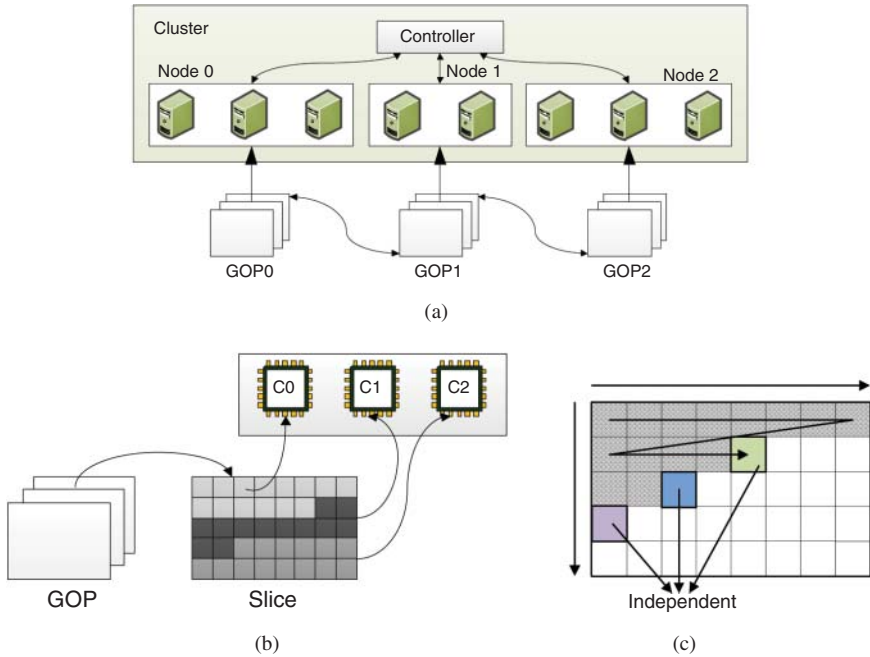 Cluster
Controller
Node 0
Node 1
Node 2
GOP0
GOP1
GOP2
(a)
C0
C1
C2
GOP
Slice
(b)
Independent
(c)